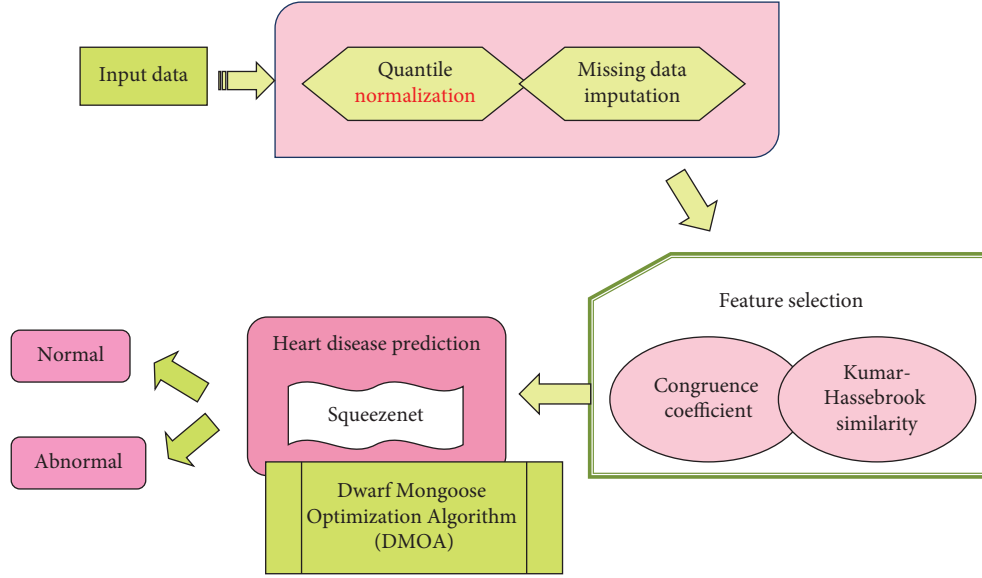 Input data
Quantile
normalization
Missing data
imputation
Feature selection
Congruence
coefficient
Kumar-
Hassebrook
similarity
Heart disease prediction
Squeezenet
Dwarf Mongoose
Optimization Algorithm
(DMOA)
Normal
Abnormal